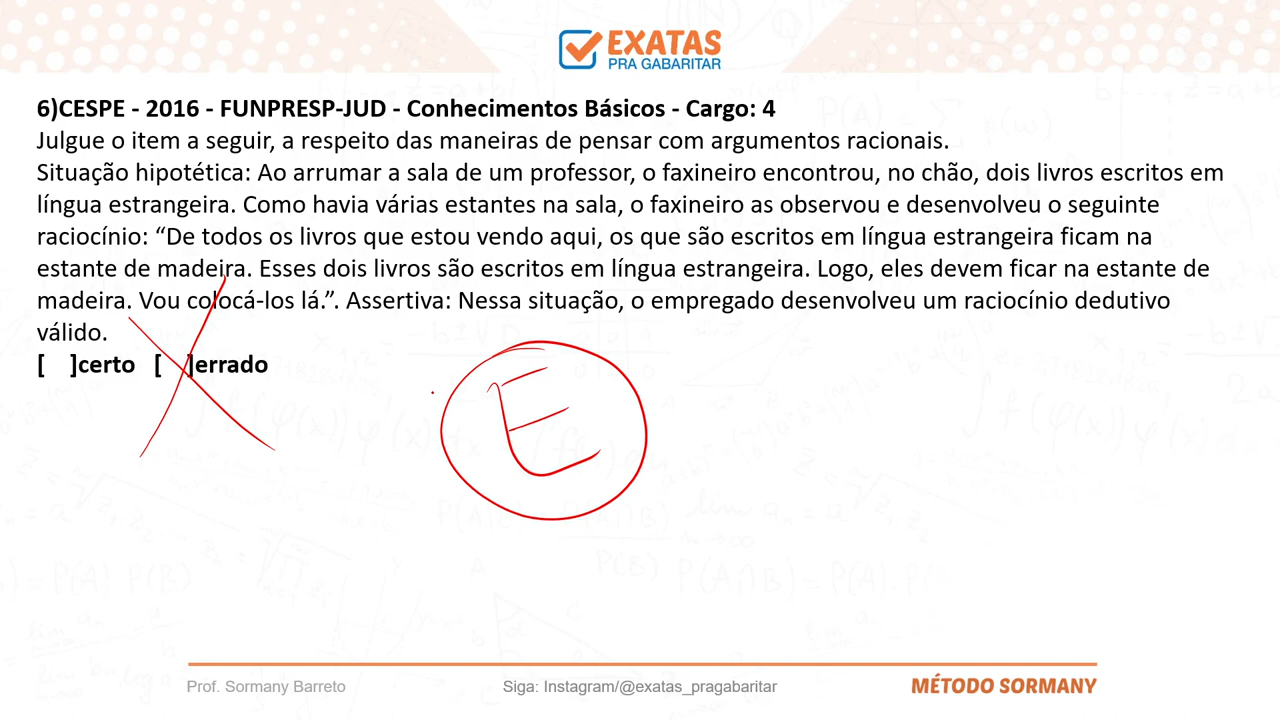 EXATAS
PRA GABARITAR
6)CESPE - 2016 - FUNPRESP-JUD - Conhecimentos Básicos - Cargo: 4
Julgue o item a seguir, a respeito das maneiras de pensar com argumentos racionais.
Situação hipotética: Ao arrumar a sala de um professor, o faxineiro encontrou, no chão, dois livros escritos em
língua estrangeira. Como havia várias estantes na sala, o faxineiro as observou e desenvolveu o seguinte
raciocínio: “De todos os livros que estou vendo aqui, os que são escritos em língua estrangeira ficam na
estante de madeira. Esses dois livros são escritos em língua estrangeira. Logo, eles devem ficar na estante de
madeira. Vou colocá-los lá.”. Assertiva: Nessa situação, o empregado desenvolveu um raciocínio dedutivo
válido.
[ ]certo [ ]errado
E
Prof. Sormany Barreto
Siga: Instagram/@exatas_pragabaritar
MÉTODO SORMANY